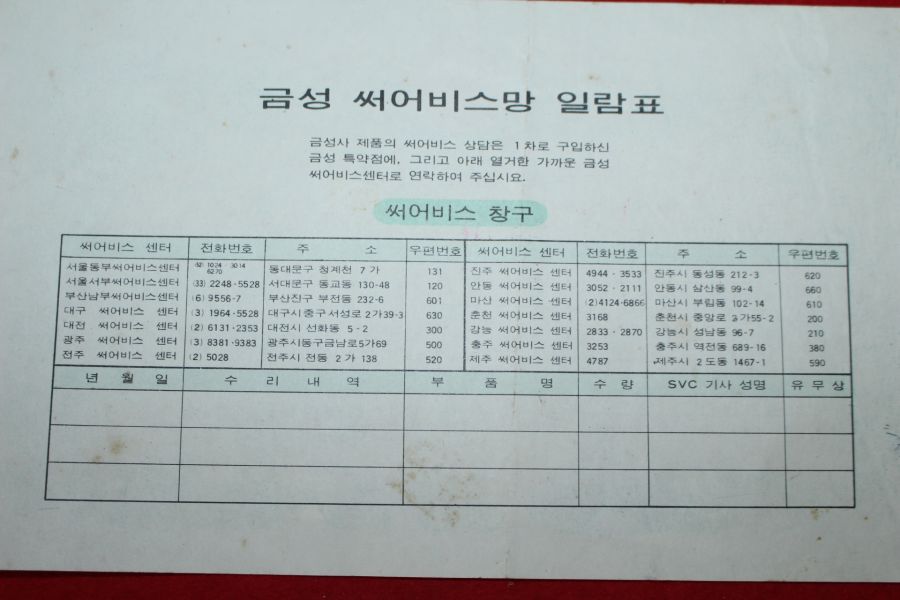 금성 써어비스망 일람표
금성사 제품의 써어비스 상담은 1차로 구입하신
금성 특약점에, 그리고 아래 열거한 가까운 금성
써어비스센터로 연락하여 주십시요.
써어비스 창구
써어비스 센터 전화번호 주 소 우편번호 써어비스 센터 전화번호 주 소 우편번호
서울동부써어비스센터 (52) 1024·3014 6270 동대문구 청계천 7가 131 진주 써어비스 센터 4944·3533 진주시 동성동 212-3 620
서울서부써어비스센터 (33) 2248·5528 서대문구 동교동 130-48 120 안동 써어비스 센터 3052·2111 안동시 삼산동 99-4 660
부산남부써어비스센터 (6) 9556-7 부산진구 부전동 232-6 601 마산 써어비스 센터 (2)4124·6866 마산시 부림동 102-14 610
대구 써어비스 센터 (3) 1964·5528 대구시중구서성로2가39-3 630 춘천 써어비스 센터 3168 춘천시 중앙로 가55-2 200
대전 써어비스 센터 (2) 6131·2353 대전시 선화동 5-2 300 강능 써어비스 센터 2833·2870 강능시 성남동 96-7 210
광주 써어비스 센터 (3) 8381·9383 광주시동구금남로5가69 500 충주 써어비스 센터 3253 충주시 역전동 689-16 380
전주 써어비스 센터 (2) 5028 전주시 전동 2가 138 520 제주 써어비스 센터 4787 제주시 2도동 1467-1 590
년 월 일 수 리 내 역 부 품 명 수 량 SVC 기사 성명 유 무 상